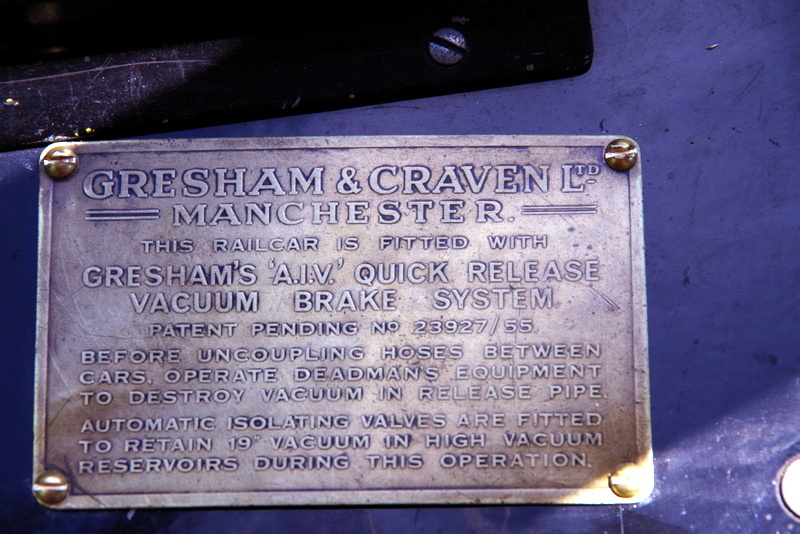 GRESHAM & CRAVEN LTD
MANCHESTER.
THIS RAILCAR IS FITTED WITH
GRESHAM'S 'A.I.V.' QUICK RELEASE
VACUUM BRAKE SYSTEM.
PATENT PENDING No 23927/55.
BEFORE UNCOUPLING HOSES BETWEEN
CARS, OPERATE DEADMAN'S EQUIPMENT
TO DESTROY VACUUM IN RELEASE PIPE.
AUTOMATIC ISOLATING VALVES ARE FITTED
TO RETAIN 19" VACUUM IN HIGH VACUUM
RESERVOIRS DURING THIS OPERATION.